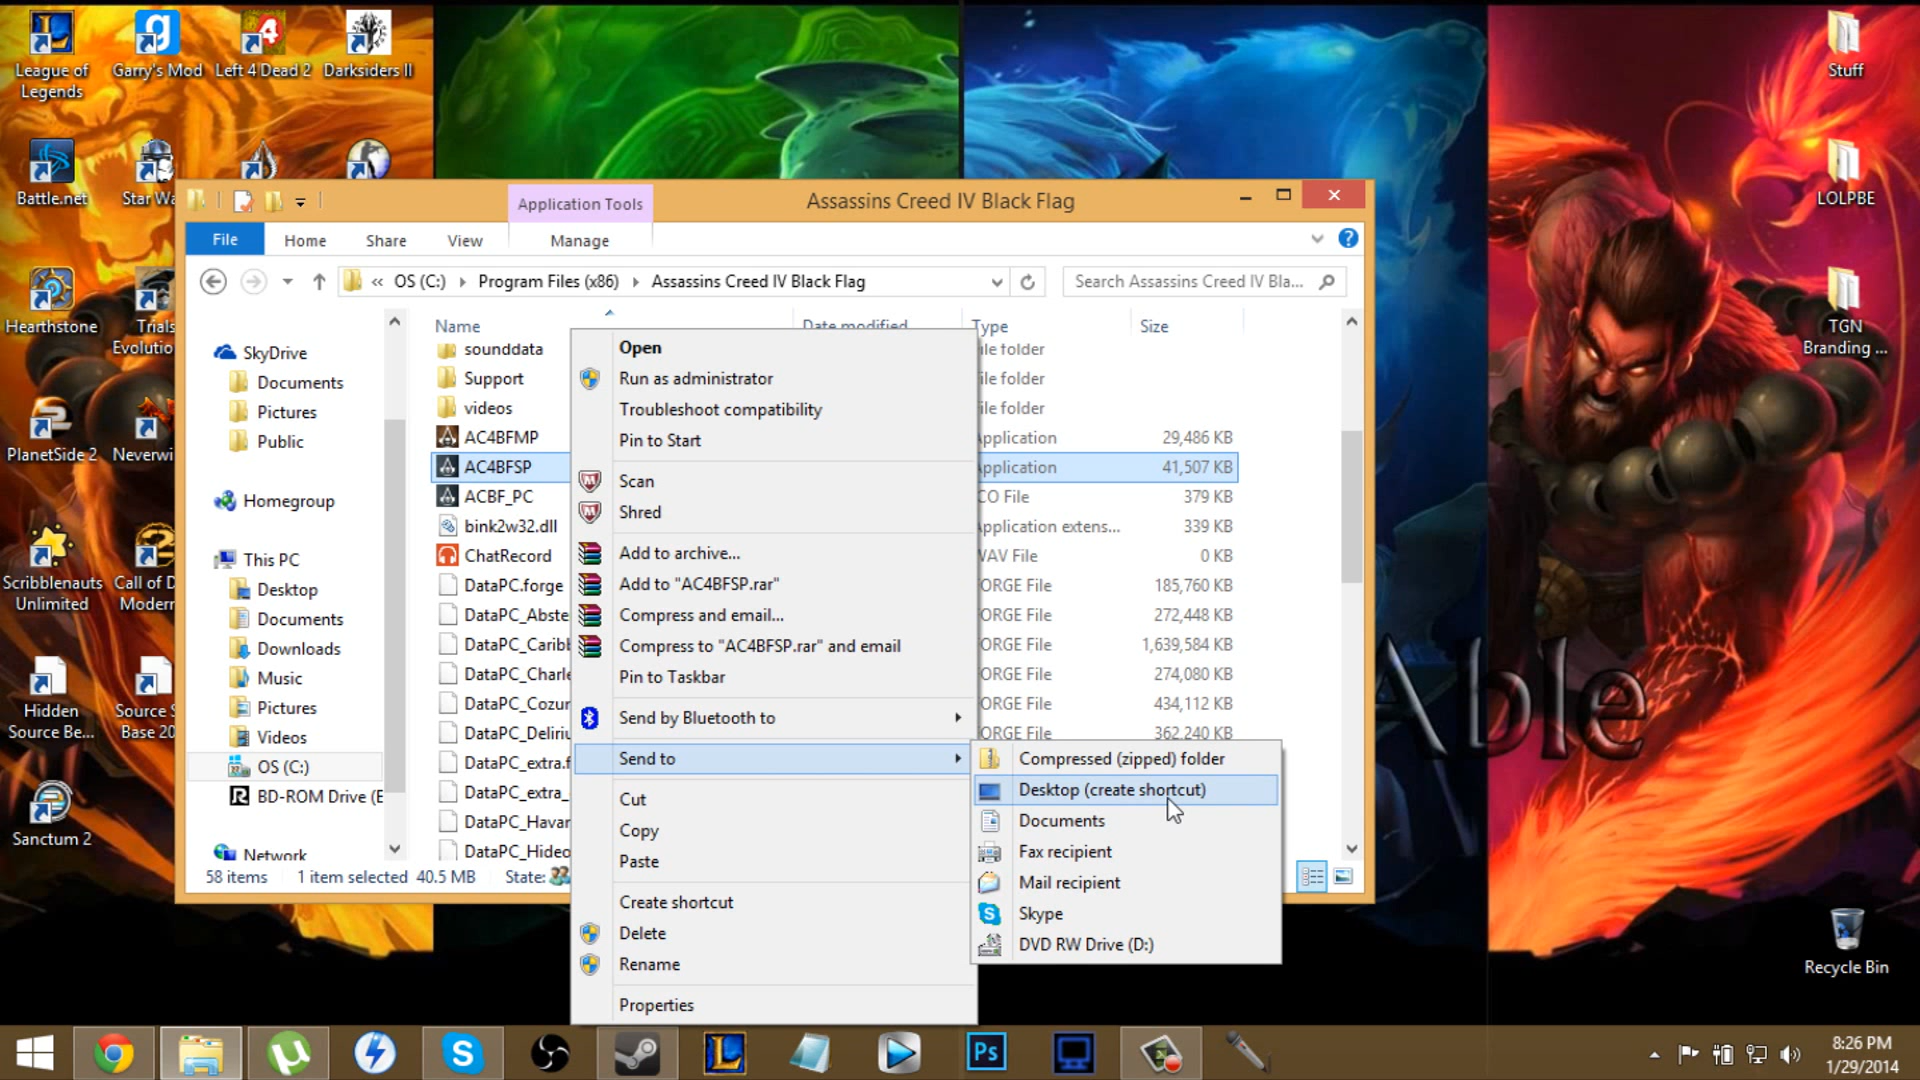 League of
Legends
Garry's Mod
Left 4 Dead 2
Darksiders II
Stuff
Battle.net
Star Wa
LOLPBE
Application Tools
Assassins Creed IV Black Flag
File
Home
Share
View
Manage
« OS (C:)
Program Files (x86)
Assassins Creed IV Black Flag
Search Assassins Creed IV Bla...
Hearthstone
Trials
Evolutio
TGN
Branding ...
Name
Date modified
Type
Size
SkyDrive
Documents
Pictures
Public
Homegroup
This PC
Desktop
Documents
Downloads
Music
Pictures
Videos
OS (C:)
BD-ROM Drive (E
Network
sounddata
ile folder
Support
ile folder
videos
ile folder
AC4BFMP
pplication
29,486 KB
AC4BFSP
pplication
41,507 KB
ACBF_PC
CO File
379 KB
bink2w32.dll
pplication extens...
339 KB
ChatRecord
WAV File
0 KB
DataPC.forge
ORGE File
185,760 KB
DataPC_Abste
ORGE File
272,448 KB
DataPC_Caribb
ORGE File
1,639,584 KB
DataPC_Charle
ORGE File
274,080 KB
DataPC_Cozur
ORGE File
434,112 KB
DataPC_Deliriu
ORGE File
362,240 KB
DataPC_extra.f
DataPC_extra_
DataPC_Havar
DataPC_Hideo
58 items
1 item selected 40.5 MB
State:
Open
Run as administrator
Troubleshoot compatibility
Pin to Start
Scan
Shred
Add to archive...
Add to "AC4BFSP.rar"
Compress and email...
Compress to "AC4BFSP.rar" and email
Pin to Taskbar
Send by Bluetooth to
Send to
Cut
Copy
Paste
Create shortcut
Delete
Rename
Properties
Compressed (zipped) folder
Desktop (create shortcut)
Documents
Fax recipient
Mail recipient
Skype
DVD RW Drive (D:)
PlanetSide 2
Neverwi
Scribblenauts
Unlimited
Call of D
Modern
Hidden
Source Be...
Source S
Base 20
Sanctum 2
Able
Recycle Bin
Ps
8:26 PM
1/29/2014